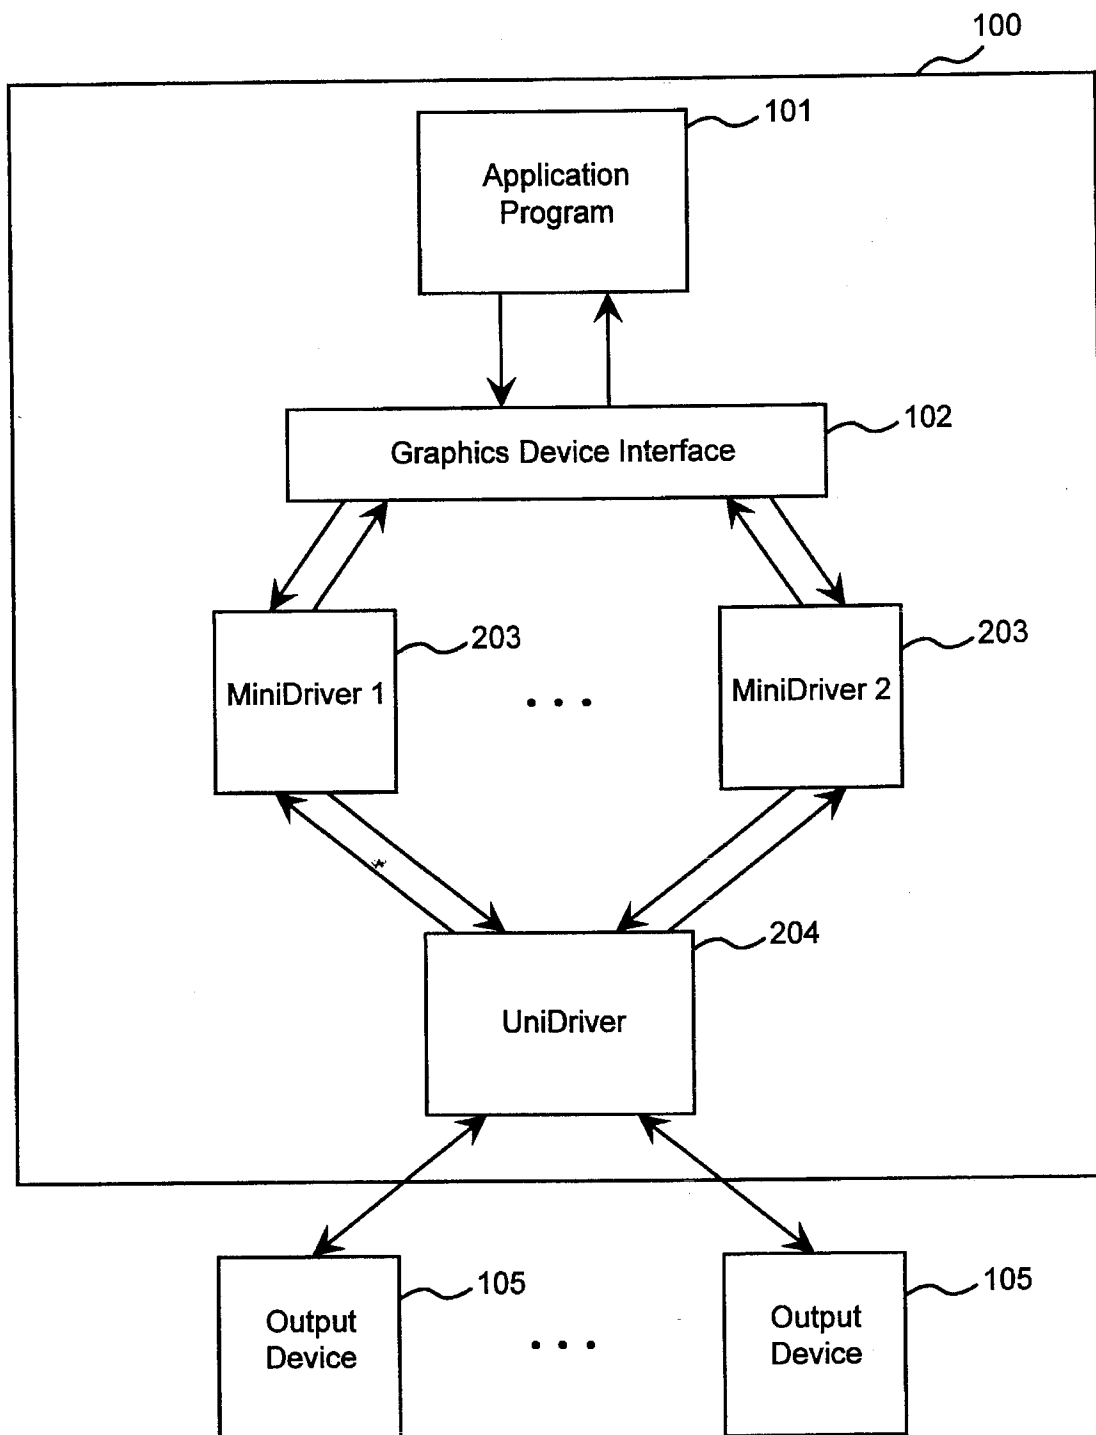 100
101
Application
Program
102
Graphics Device Interface
203
203
MiniDriver 1
. . .
MiniDriver 2
204
UniDriver
105
105
Output
Device
. . .
Output
Device